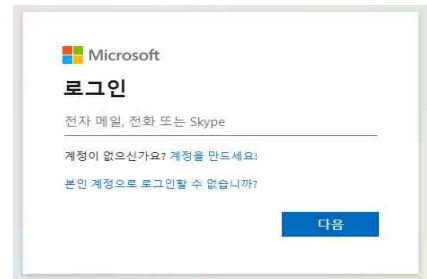 Microsoft
로그인
전자 메일, 전화 또는 Skype
계정이 없으신가요? 계정을 만드세요!
본인 계정으로 로그인할 수 없습니까?
다음